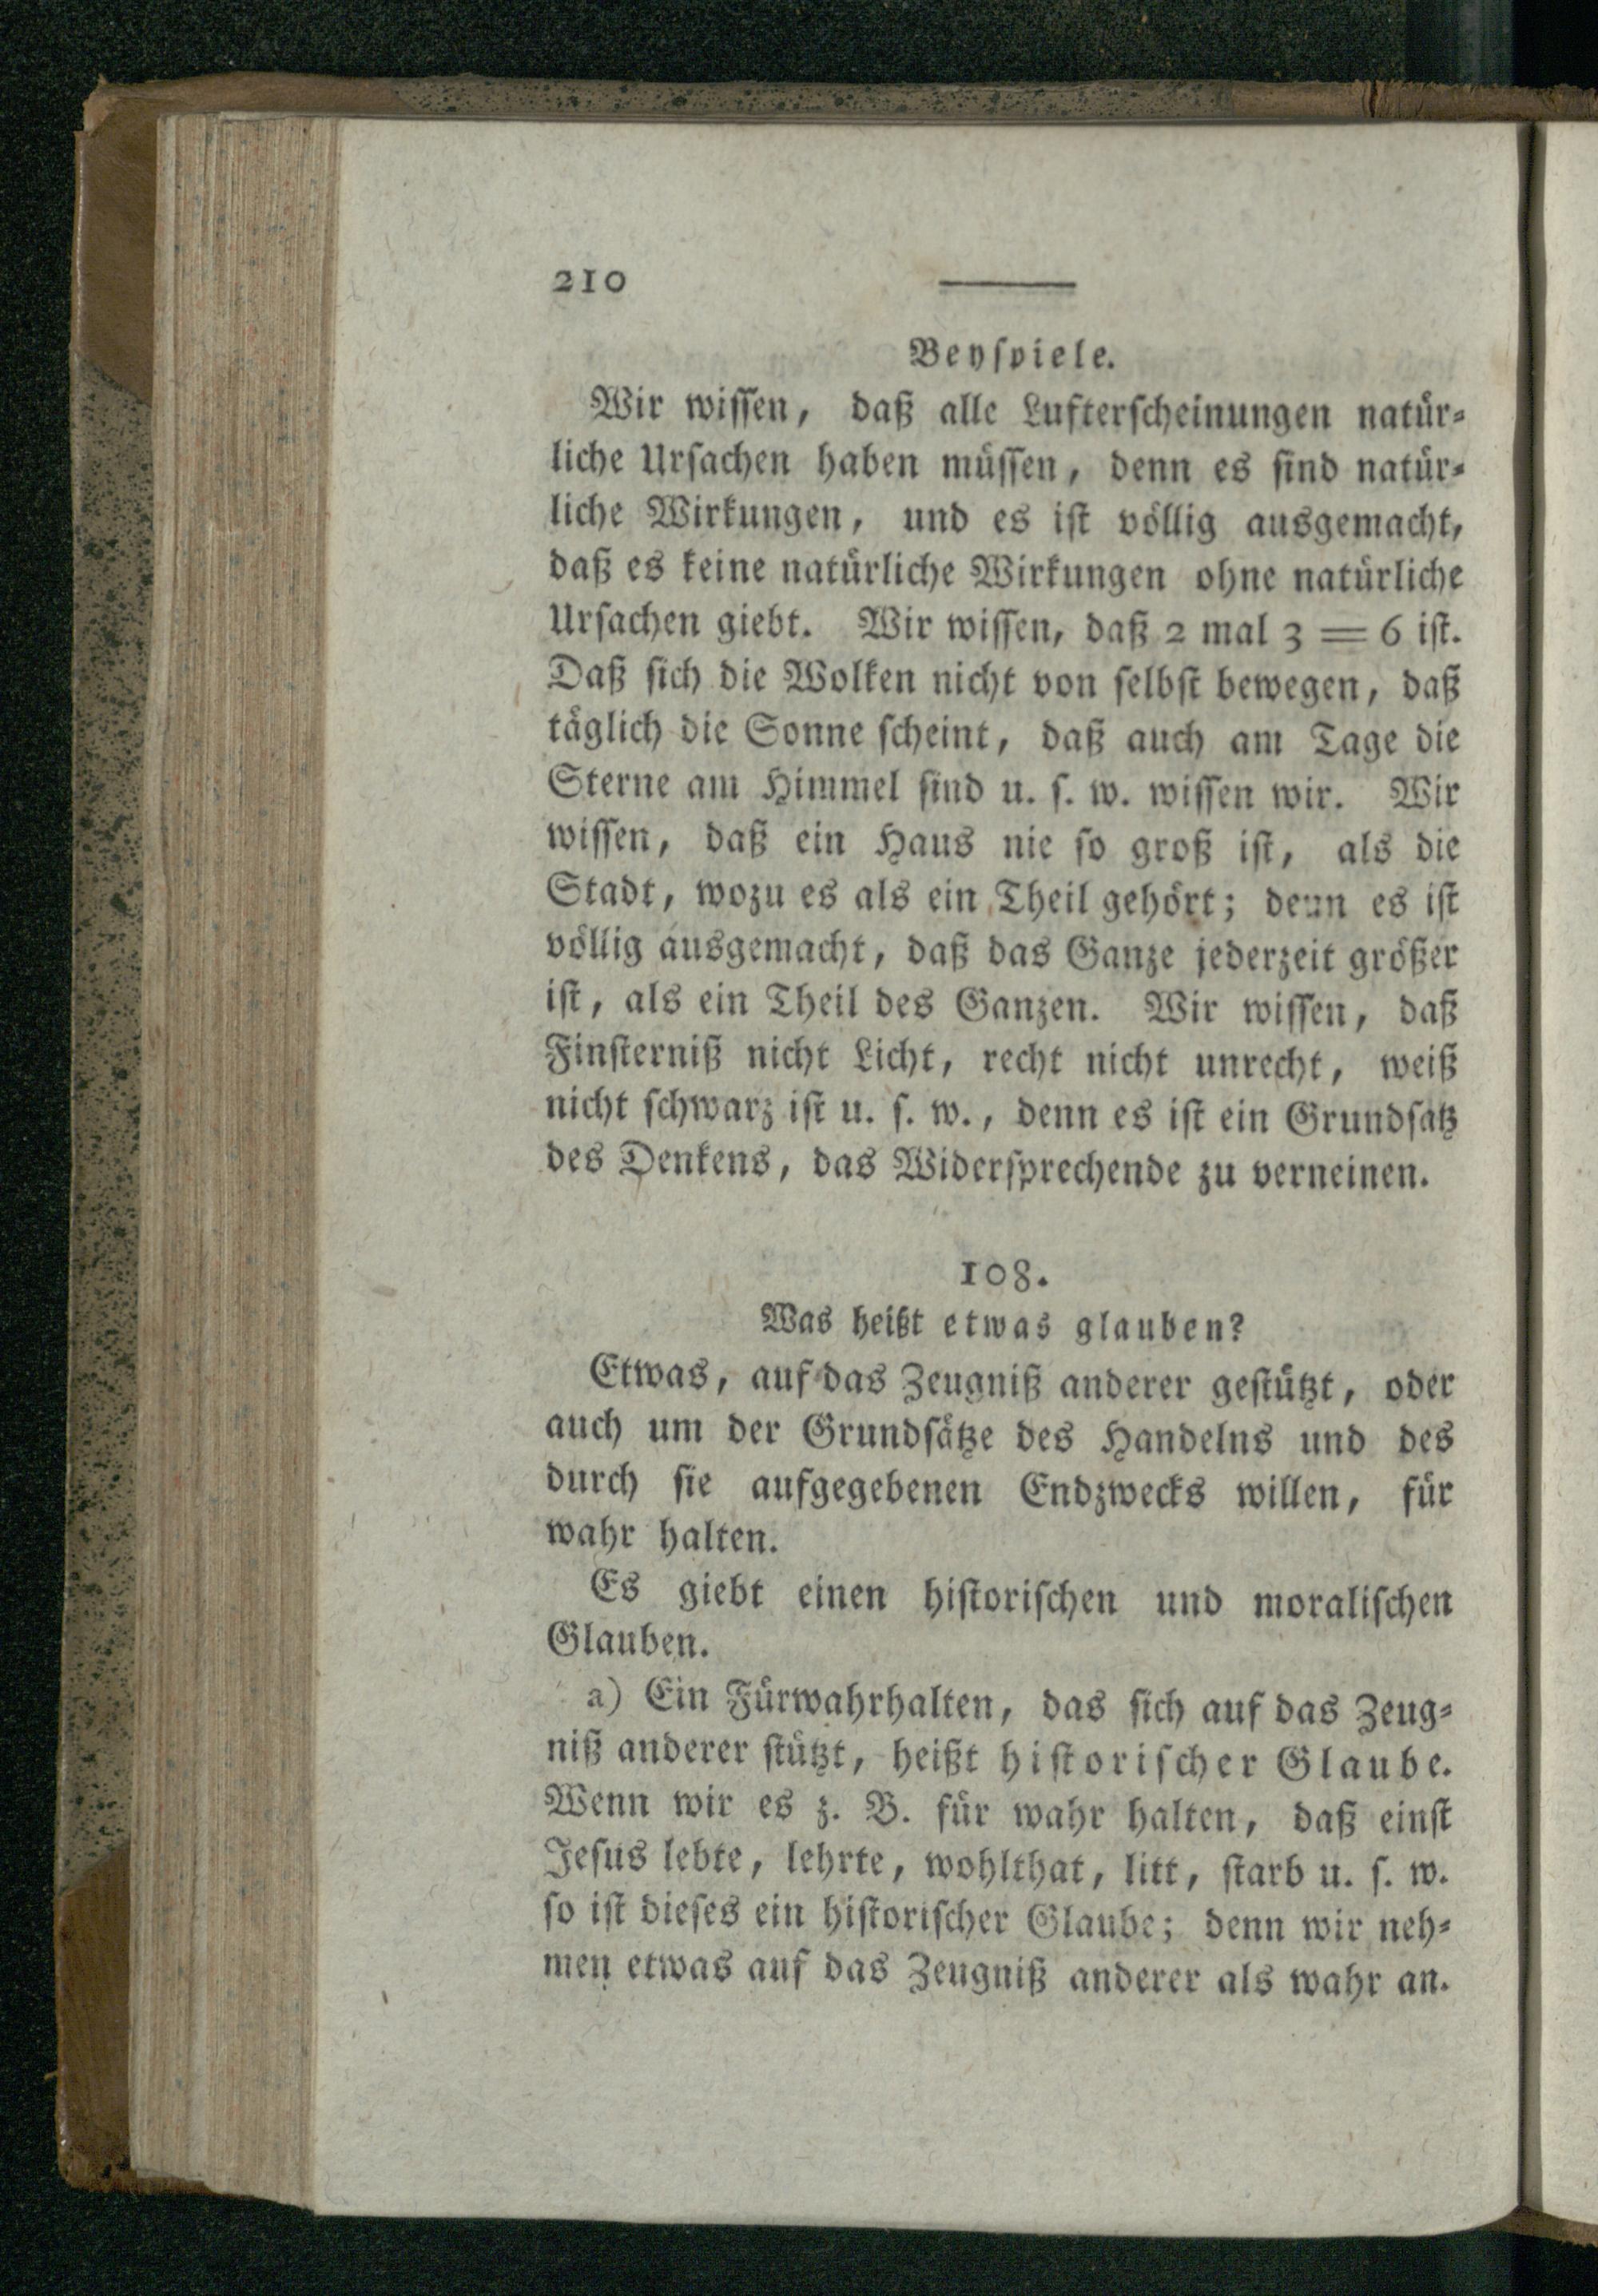 210
Beyspiele.
Wir wissen, daß alle Lufterscheinungen natür-
liche Ursachen haben müssen, denn es sind natür-
liche Wirkungen, und es ist völlig ausgemacht,
daß es keine natürliche Wirkungen ohne natürliche
Ursachen giebt. Wir wissen, daß 2 mal 3 = 6 ist.
Daß sich die Wolken nicht von selbst bewegen, daß
täglich die Sonne scheint, daß auch am Tage die
Sterne am Himmel sind u. s. w. wissen wir. Wir
wissen, daß ein Haus nie so groß ist, als die
Stadt, wozu es als ein Theil gehört; denn es ist
völlig ausgemacht, daß das Ganze jederzeit größer
ist, als ein Theil des Ganzen. Wir wissen, daß
Finsterniß nicht Licht, recht nicht unrecht, weiß
nicht schwarz ist u. s. w., denn es ist ein Grundsatz
des Denkens, das Widersprechende zu verneinen.
108.
Was heißt etwas glauben?
Etwas, auf das Zeugniß anderer gestützt, oder
auch um der Grundsätze des Handelns und des
durch sie aufgegebenen Endzwecks willen, für
wahr halten.
Es giebt einen historischen und moralischen
Glauben.
a) Ein Fürwahrhalten, das sich auf das Zeug-
niß anderer stützt, heißt historischer Glaube.
Wenn wir es z. B. für wahr halten, daß einst
Jesus lebte, lehrte, wohlthat, litt, starb u. s. w.
so ist dieses ein historischer Glaube; denn wir neh-
men etwas auf das Zeugniß anderer als wahr an.